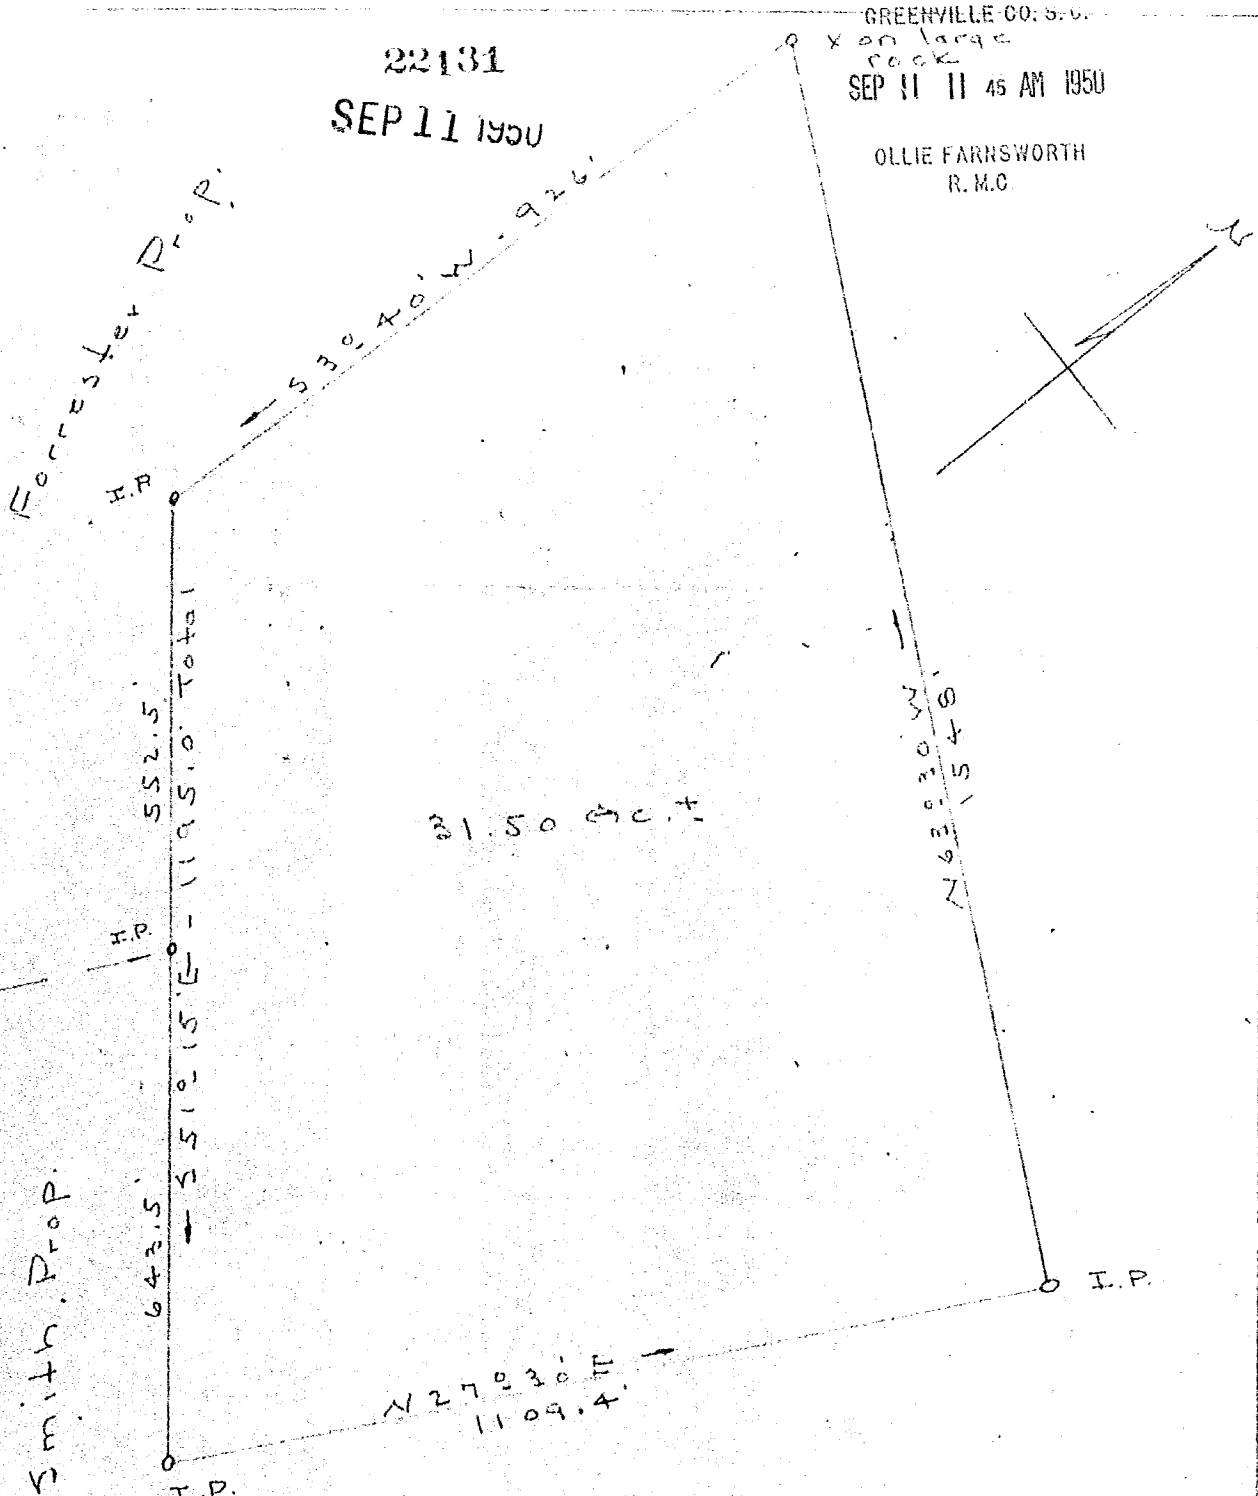 GREENVILLE CO. S. C.
22131
SEP 11 1950
X on large
rock
SEP 11 11 45 AM 1950
OLLIE FARNSWORTH
R. M. C.
N
Forrester Prop.
S 30° 40' W - 926'
I.P.
552.5'
1195.0' Total
31.50 Ac. ±
N 63° 30' W
1548'
I.P.
S 51° 15' E
643.5'
Smith. Prop.
N 27° 30' E
1109.4'
I.P.
I.P.